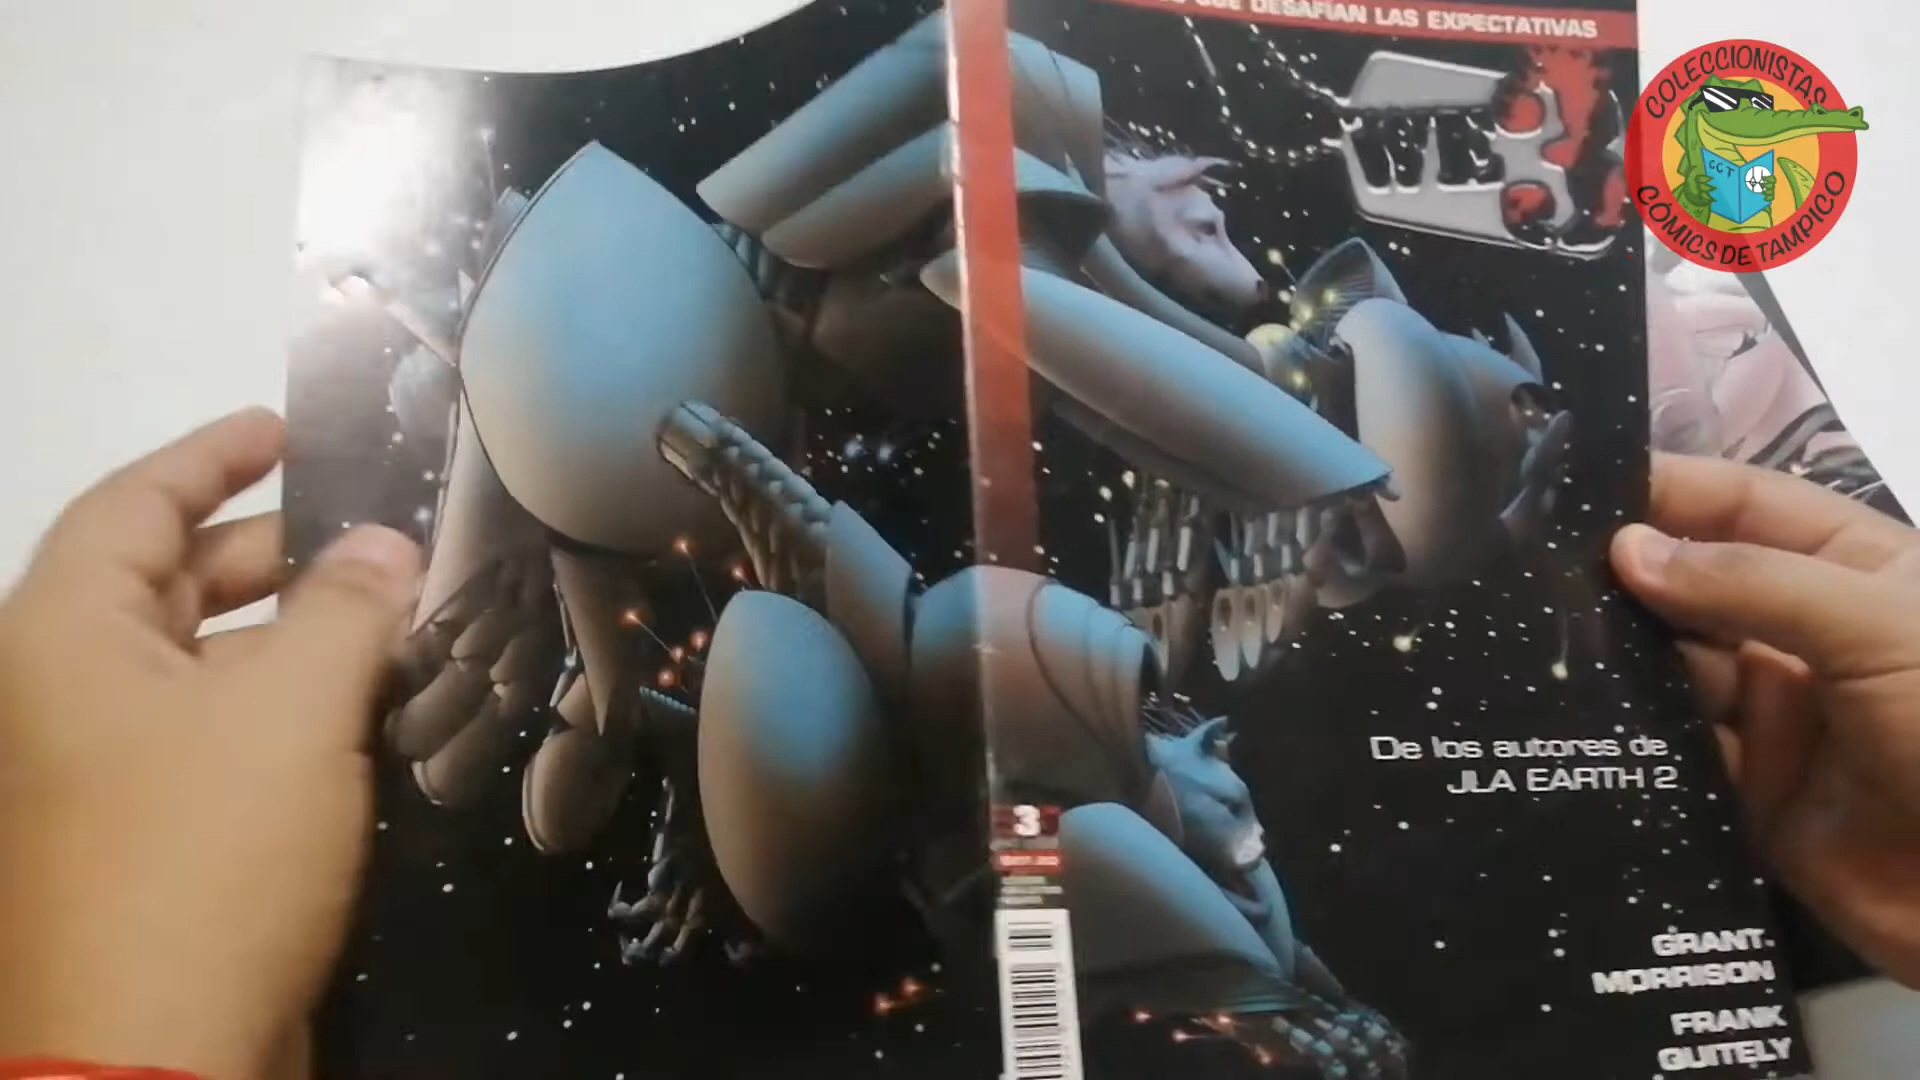 QUE DESAFÍAN LAS EXPECTATIVAS
WE3
COLECCIONISTAS
CCT
CÓMICS DE TAMPICO
De los autores de
JLA EARTH 2
3
GRANT
MORRISON
FRANK
QUITELY